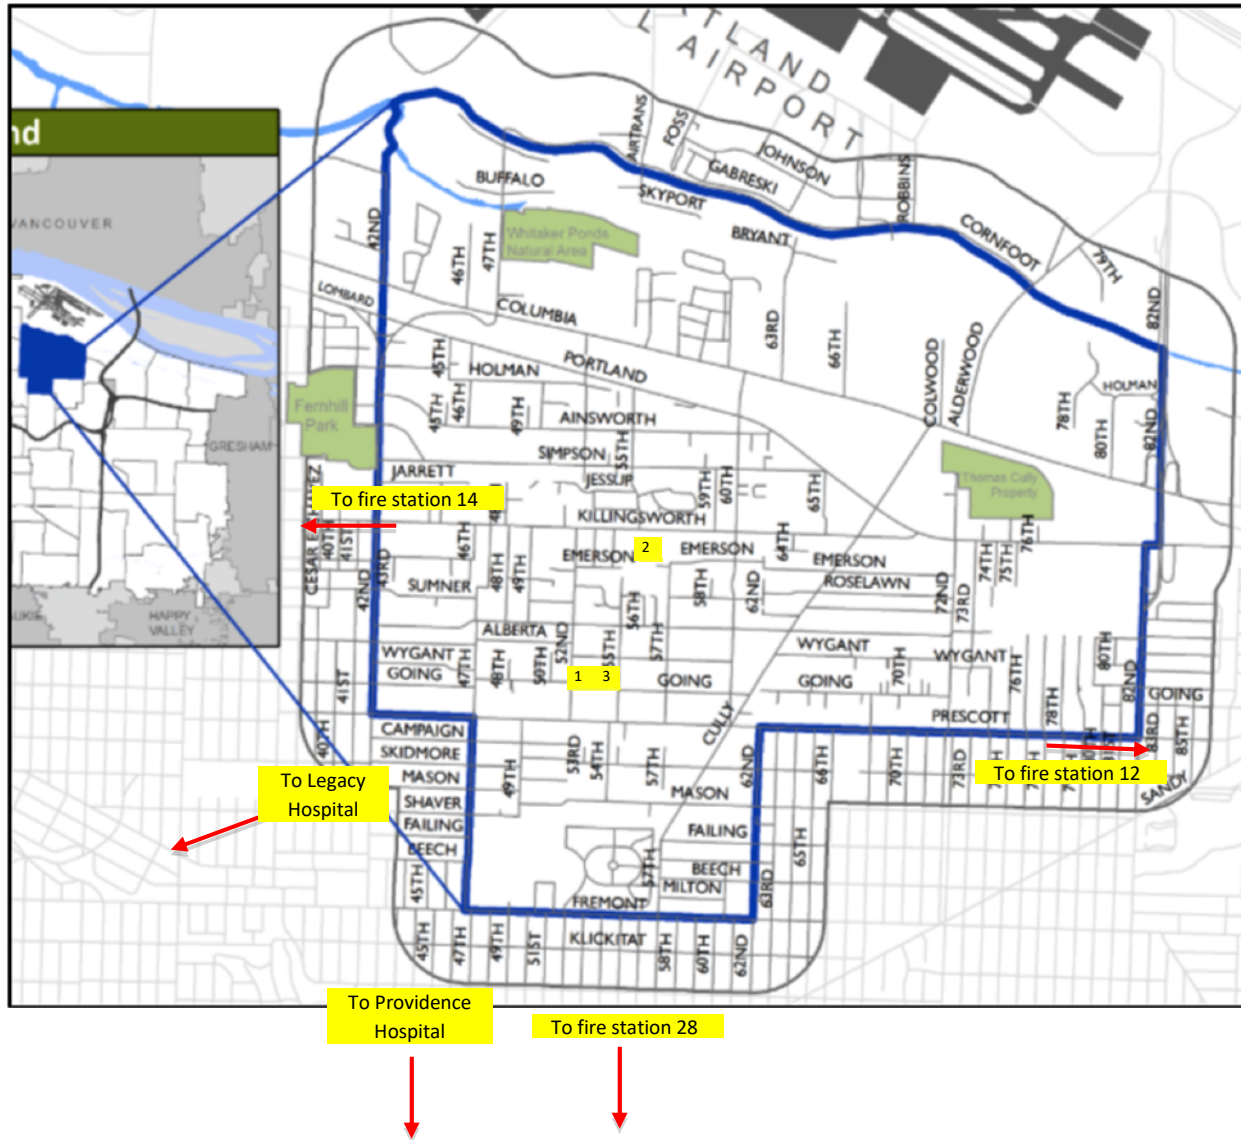 RTLAND
L AIRPORT
nd
VANCOUVER
GRESHAM
HAPPY
VALLEY
AIRTRANS
FOSS
JOHNSON
GABRESKI
ROBBINS
BUFFALO
SKYPORT
BRYANT
CORNFOOT
79TH
82ND
42ND
Whitaker Ponds
Natural Area
46TH
47TH
LOMBARD
COLUMBIA
63RD
66TH
PORTLAND
COLWOOD
ALDERWOOD
78TH
HOLMAN
80TH
82ND
45TH
HOLMAN
45TH
46TH
49TH
AINSWORTH
Fernhill
Park
SIMPSON
55TH
JARRETT
JESSUP
59TH
60TH
65TH
Thomas Cully
Property
To fire station 14
KILLINGSWORTH
40TH
41ST
46TH
2
64TH
76TH
EMERSON
EMERSON
EMERSON
42ND
43RD
SUMNER
48TH
49TH
58TH
62ND
ROSELAWN
72ND
73RD
74TH
75TH
56TH
ALBERTA
52ND
55TH
57TH
WYGANT
WYGANT
WYGANT
80TH
GOING
47TH
48TH
50TH
1
3
GOING
GOING
70TH
76TH
82ND
GOING
41ST
PRESCOTT
78TH
83RD
85TH
40TH
CAMPAIGN
SKIDMORE
CULLY
53RD
54TH
57TH
62ND
66TH
70TH
73RD
To fire station 12
SANDY
To Legacy
Hospital
MASON
49TH
MASON
SHAVER
FAILING
FAILING
65TH
BEECH
BEECH
57TH
45TH
MILTON
63RD
FREMONT
KLICKITAT
45TH
47TH
49TH
51ST
58TH
60TH
62ND
To Providence
Hospital
To fire station 28